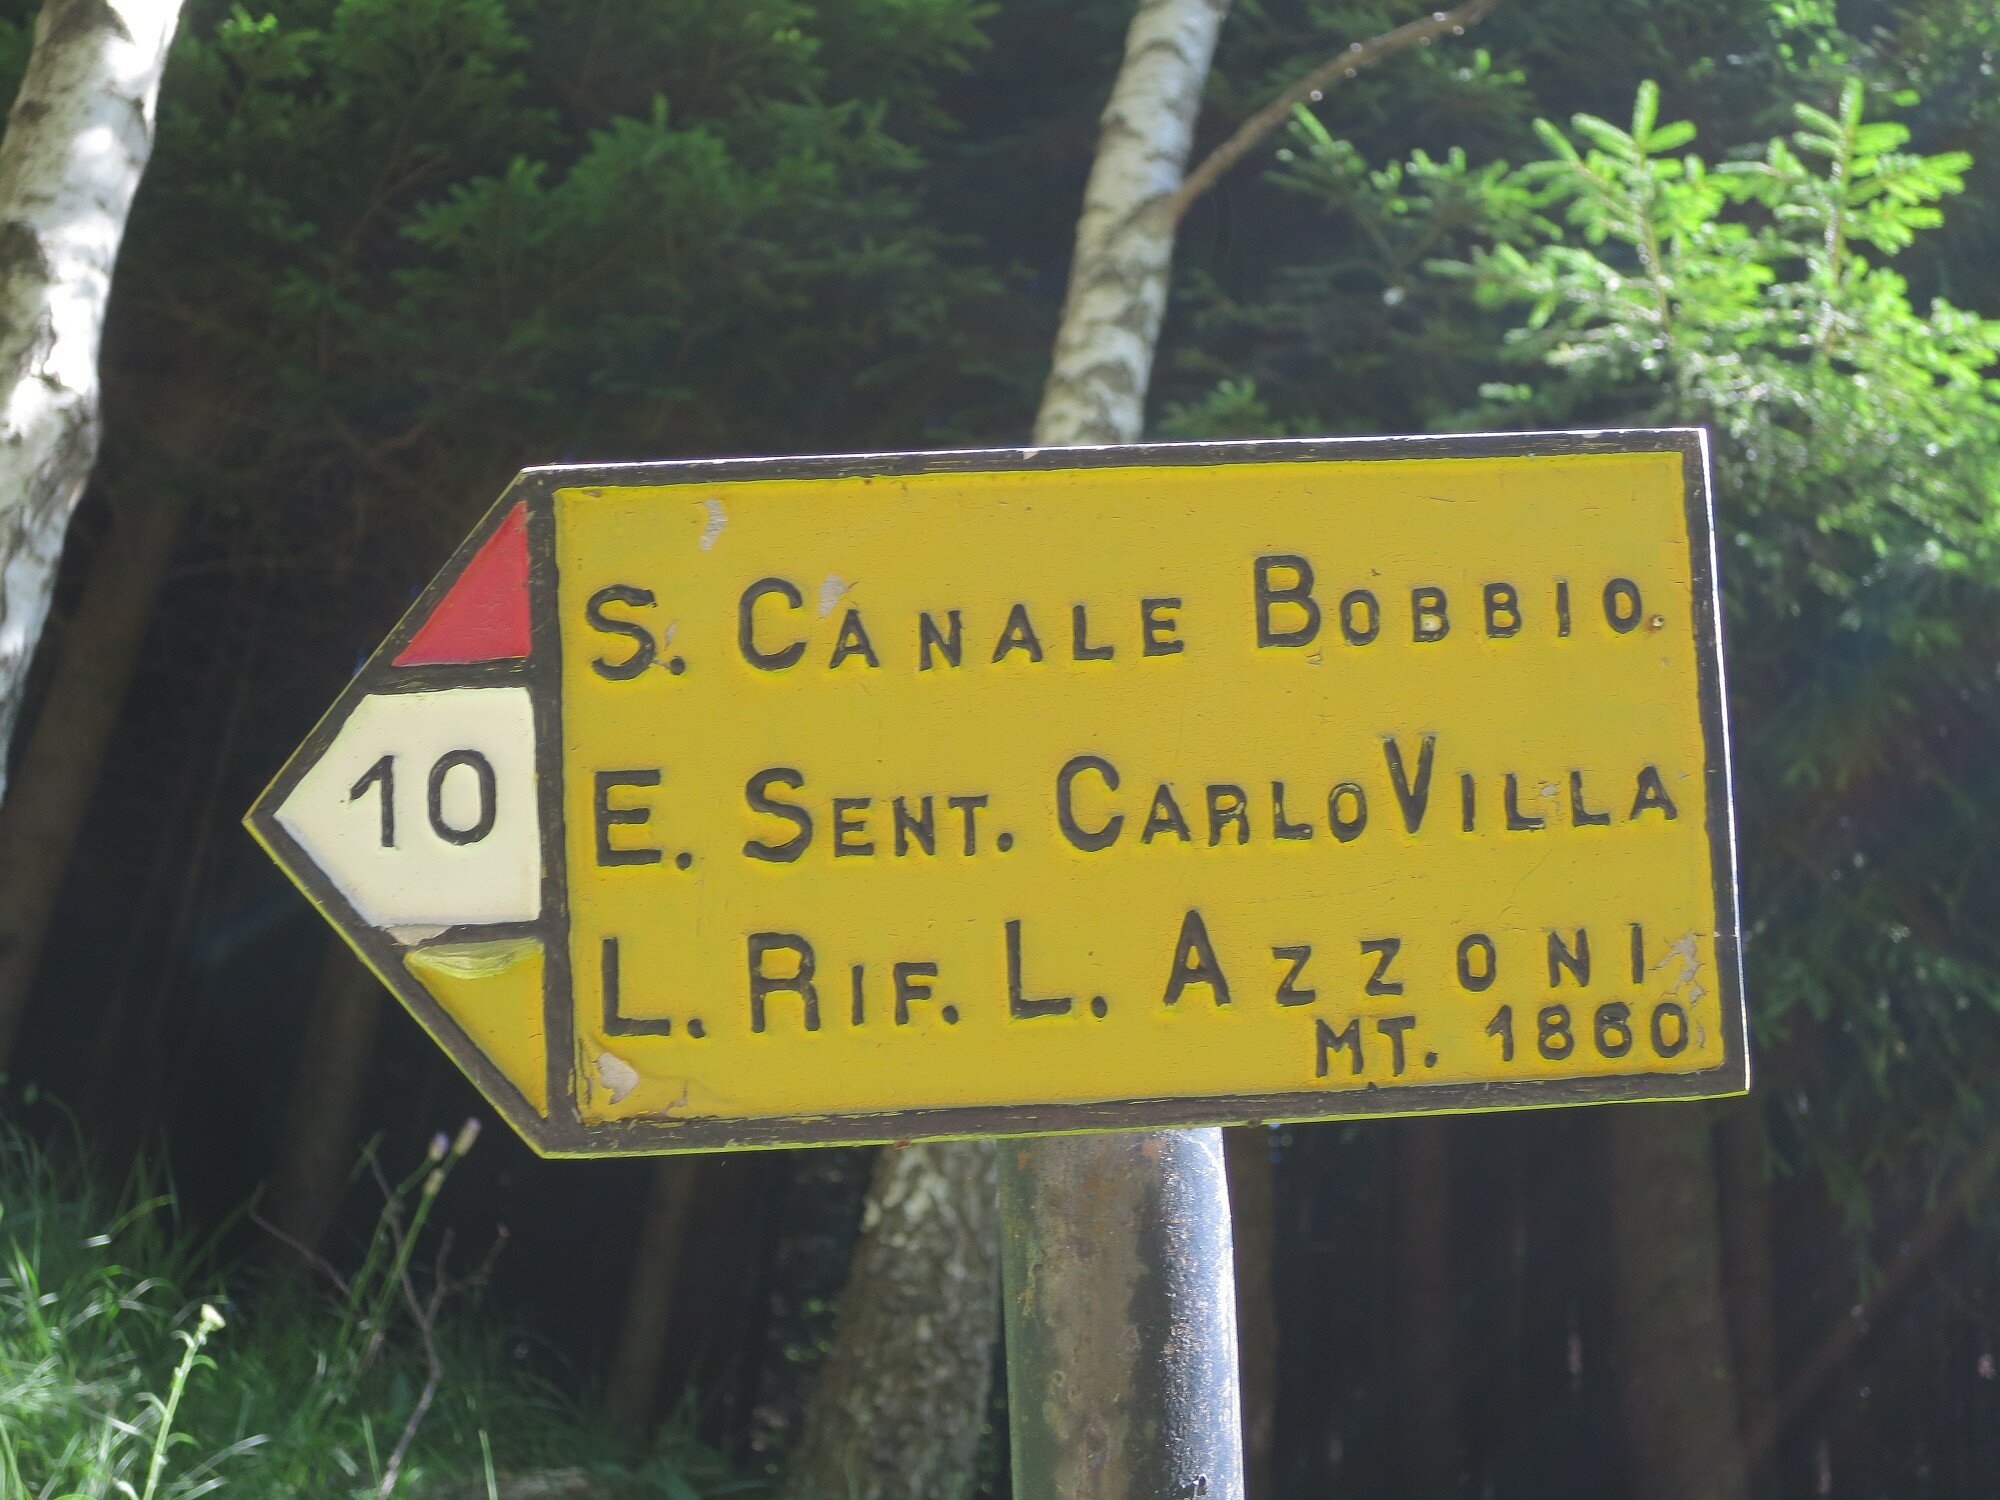 10
S. CANALE BOBBIO.
E. SENT. CARLO VILLA
L. RIF. L. AZZONI
MT. 1860